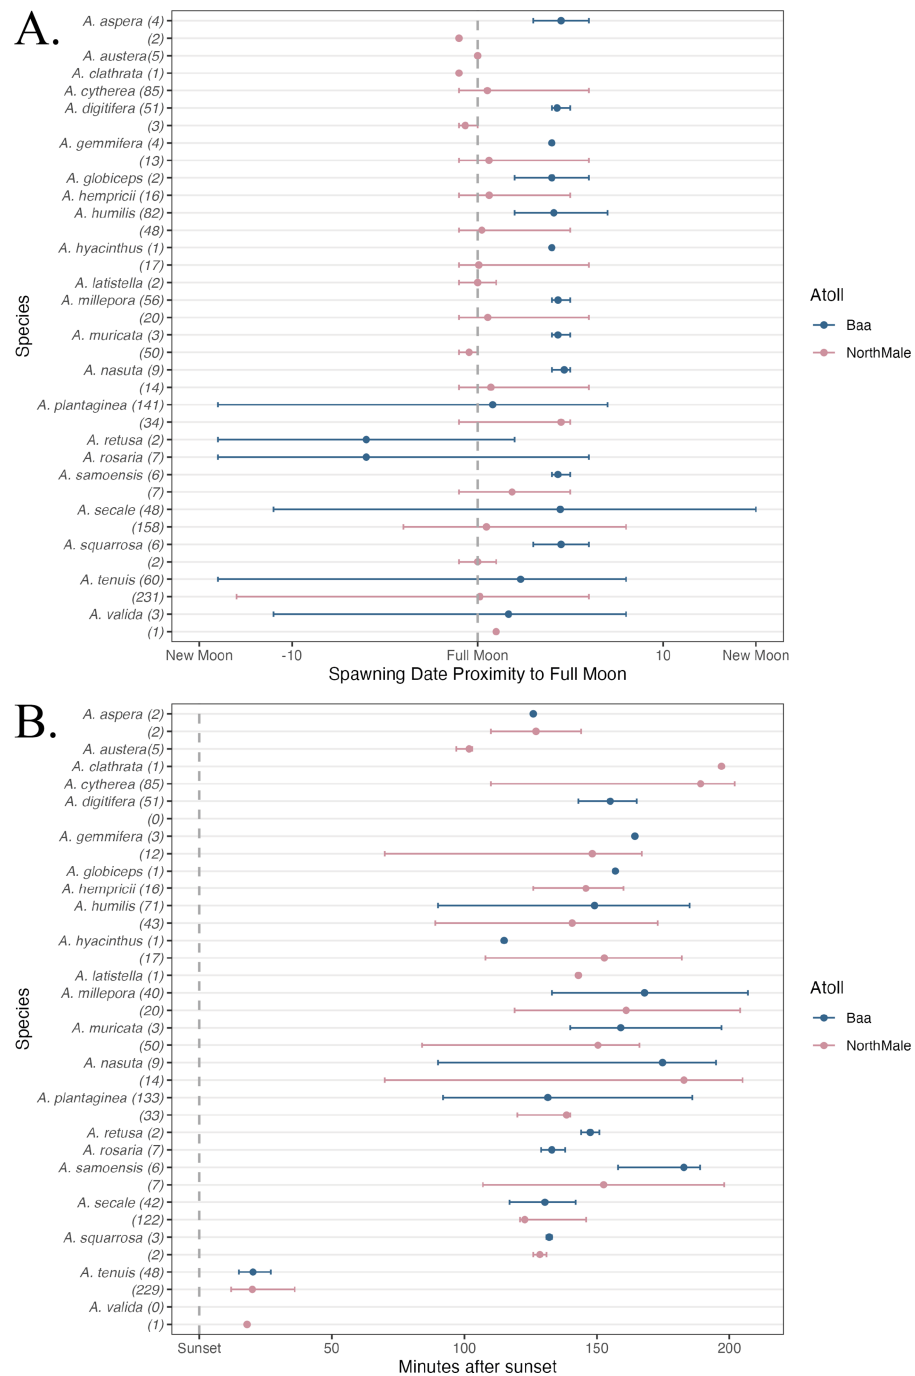 A.
A. aspera (4)
(2)
A. austera(5)
A. clathrata (1)
A. cytherea (85)
A. digitifera (51)
(3)
A. gemmifera (4)
(13)
A. globiceps (2)
A. hempricii (16)
A. humilis (82)
(48)
A. hyacinthus (1)
(17)
A. latistella (2)
A. millepora (56)
(20)
A. muricata (3)
(50)
A. nasuta (9)
(14)
A. plantaginea (141)
(34)
A. retusa (2)
A. rosaria (7)
A. samoensis (6)
(7)
A. secale (48)
(158)
A. squarrosa (6)
(2)
A. tenuis (60)
(231)
A. valida (3)
(1)
Species
New Moon -10 Full Moon 10 New Moon
Spawning Date Proximity to Full Moon
Atoll
Baa
NorthMale
B.
A. aspera (2)
(2)
A. austera(5)
A. clathrata (1)
A. cytherea (85)
A. digitifera (51)
(0)
A. gemmifera (3)
(12)
A. globiceps (1)
A. hempricii (16)
A. humilis (71)
(43)
A. hyacinthus (1)
(17)
A. latistella (1)
A. millepora (40)
(20)
A. muricata (3)
(50)
A. nasuta (9)
(14)
A. plantaginea (133)
(33)
A. retusa (2)
A. rosaria (7)
A. samoensis (6)
(7)
A. secale (42)
(122)
A. squarrosa (3)
(2)
A. tenuis (48)
(229)
A. valida (0)
(1)
Species
Sunset 50 100 150 200
Minutes after sunset
Atoll
Baa
NorthMale